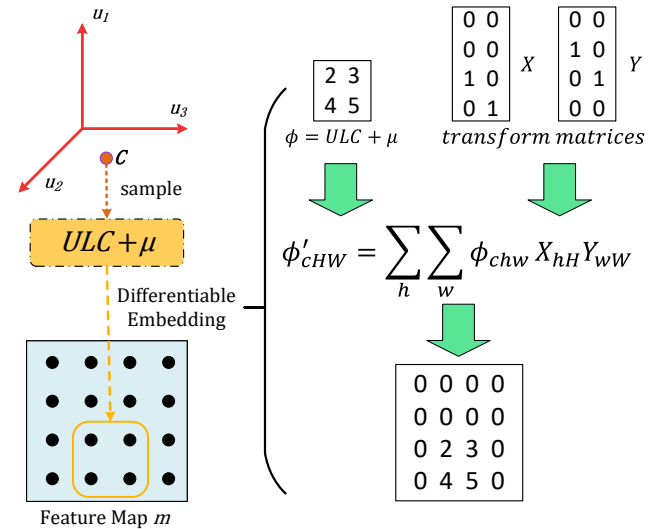 u₁
u₃
u₂
C
sample
ULC+μ
Differentiable
Embedding
Feature Map m
2 3
4 5
ϕ = ULC + μ
0 0
0 0
1 0
0 1
X
0 0
1 0
0 1
0 0
Y
transform matrices
ϕ′cHW = ∑h ∑w ϕchw XhH YwW
0 0 0 0
0 0 0 0
0 2 3 0
0 4 5 0